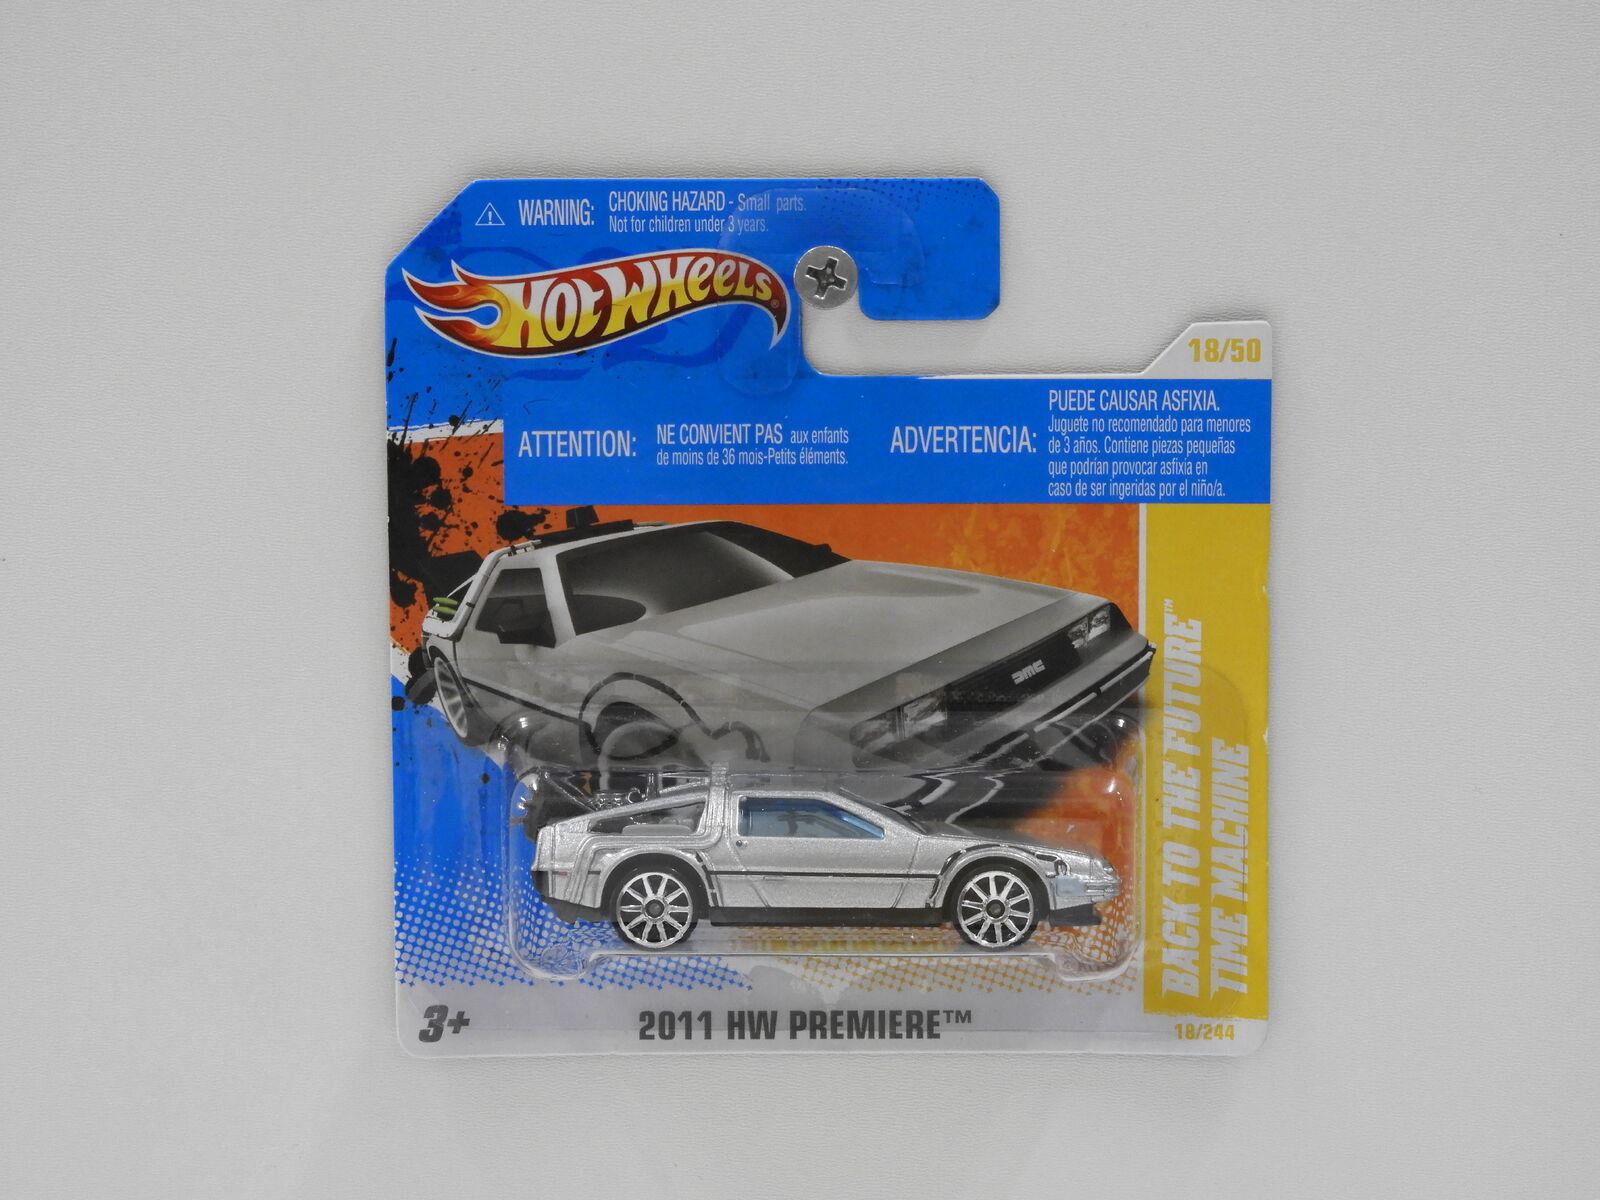 WARNING: CHOKING HAZARD - Small parts.
Not for children under 3 years.
HOT WHEELS®
18/50
ATTENTION: NE CONVIENT PAS aux enfants
de moins de 36 mois-Petits éléments.
ADVERTENCIA: PUEDE CAUSAR ASFIXIA.
Juguete no recomendado para menores
de 3 años. Contiene piezas pequeñas
que podrían provocar asfixia en
caso de ser ingeridas por el niño/a.
DMC
BACK TO THE FUTURE™
TIME MACHINE
3+
2011 HW PREMIERE™
18/244